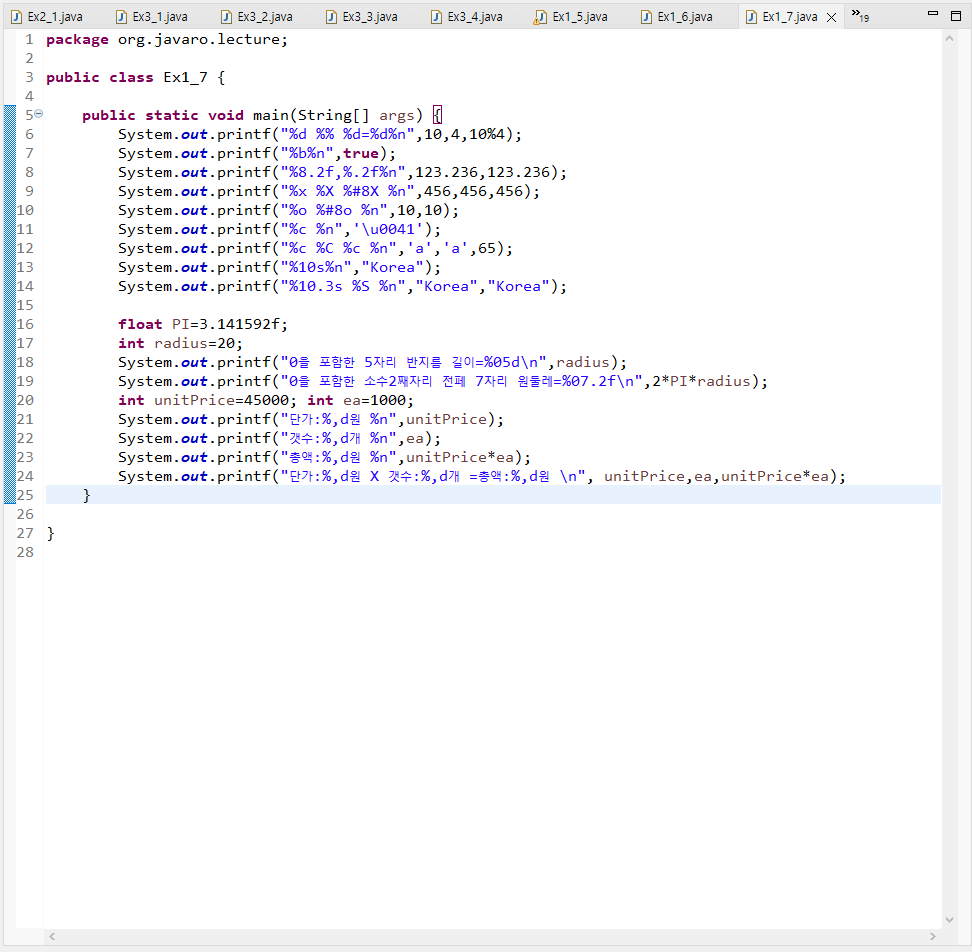 Ex2_1.java Ex3_1.java Ex3_2.java Ex3_3.java Ex3_4.java Ex1_5.java Ex1_6.java Ex1_7.java »19
1 package org.javaro.lecture;
2
3 public class Ex1_7 {
4
5 public static void main(String[] args) {
6 System.out.printf("%d %% %d=%d%n",10,4,10%4);
7 System.out.printf("%b%n",true);
8 System.out.printf("%8.2f,%.2f%n",123.236,123.236);
9 System.out.printf("%x %X %#8X %n",456,456,456);
10 System.out.printf("%o %#8o %n",10,10);
11 System.out.printf("%c %n",'\u0041');
12 System.out.printf("%c %C %c %n",'a','a',65);
13 System.out.printf("%10s%n","Korea");
14 System.out.printf("%10.3s %S %n","Korea","Korea");
15
16 float PI=3.141592f;
17 int radius=20;
18 System.out.printf("0을 포함한 5자리 반지름 길이=%05d\n",radius);
19 System.out.printf("0을 포함한 소수2째자리 전페 7자리 원둘레=%07.2f\n",2*PI*radius);
20 int unitPrice=45000; int ea=1000;
21 System.out.printf("단가:%,d원 %n",unitPrice);
22 System.out.printf("갯수:%,d개 %n",ea);
23 System.out.printf("총액:%,d원 %n",unitPrice*ea);
24 System.out.printf("단가:%,d원 X 갯수:%,d개 =총액:%,d원 \n", unitPrice,ea,unitPrice*ea);
25 }
26
27 }
28